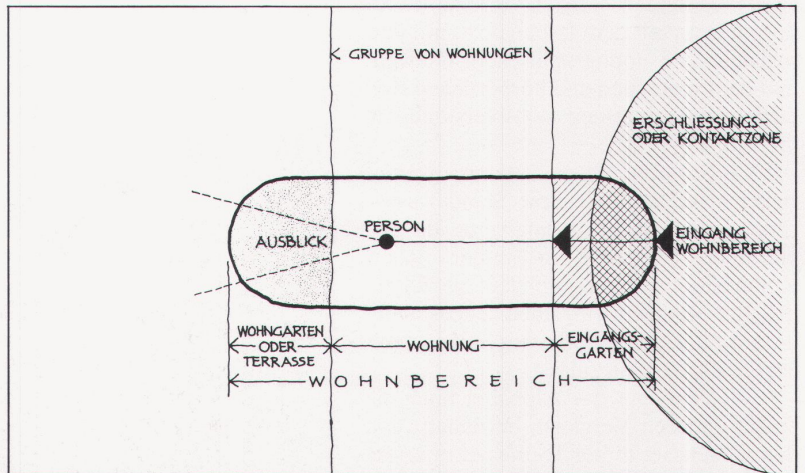 GRUPPE VON WOHNUNGEN
ERSCHLIESSUNGS-
ODER KONTAKTZONE
PERSON
AUSBLICK
EINGANG
WOHNBEREICH
WOHNGARTEN
ODER
TERRASSE
WOHNUNG
EINGANGS-
GARTEN
WOHNBEREICH